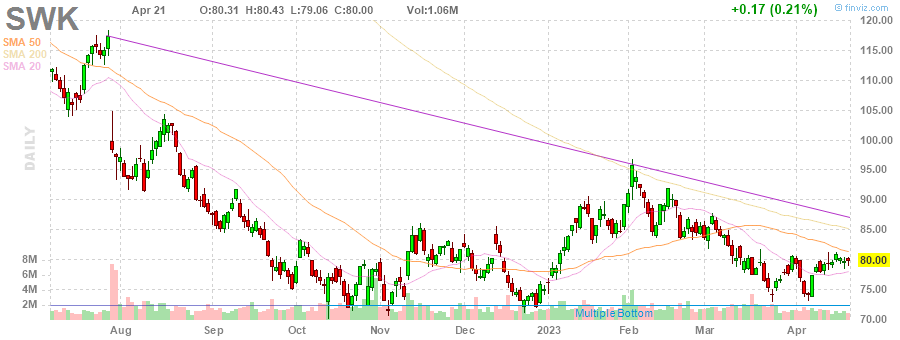 SWK Apr 21 O:80.31 H:80.43 L:79.06 C:80.00 Vol:1.06M +0.17 (0.21%)
© finviz.com
SMA 50
SMA 200
SMA 20
DAILY
120.00
115.00
110.00
105.00
100.00
95.00
90.00
85.00
80.00
75.00
70.00
8M
6M
4M
2M
Multiple Bottom
Aug Sep Oct Nov Dec 2023 Feb Mar Apr